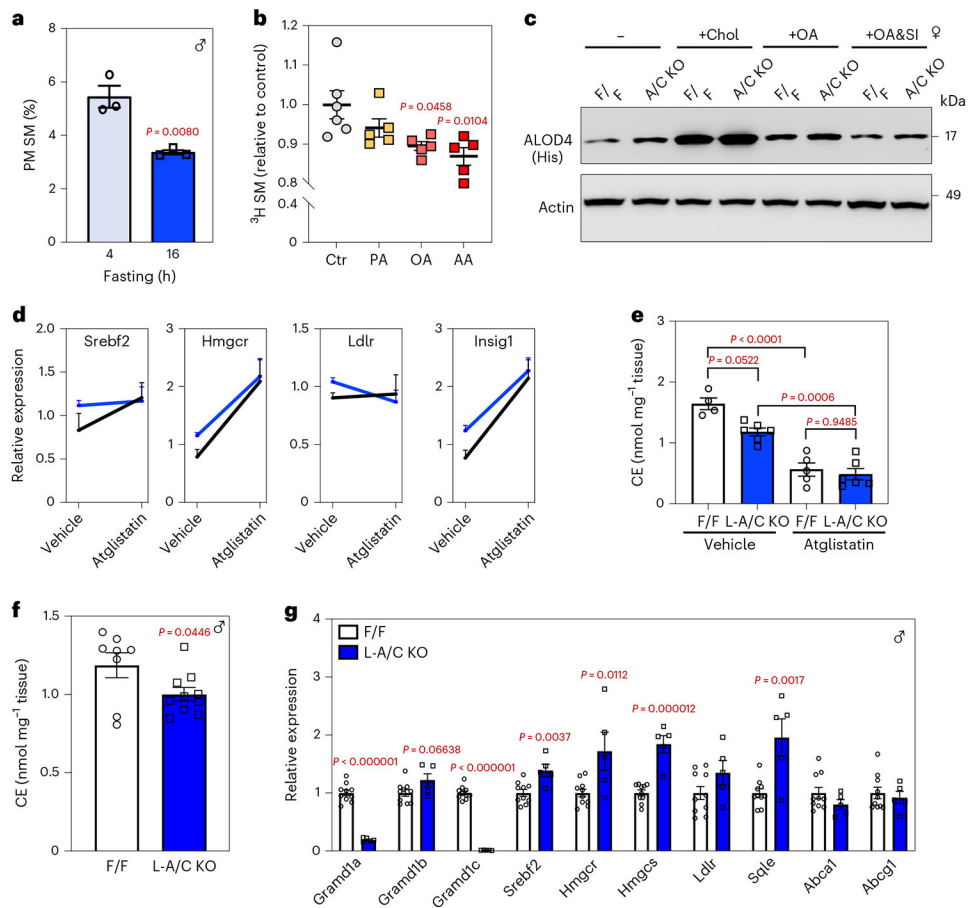 a
♂
8
6
4
2
0
PM SM (%)
P = 0.0080
4
16
Fasting (h)
b
1.2
1.0
0.9
0.8
0.4
0
³H SM (relative to control)
P = 0.0458
P = 0.0104
Ctr
PA
OA
AA
c
–
+Chol
+OA
+OA&SI
♀
F/F
A/C KO
F/F
A/C KO
F/F
A/C KO
F/F
A/C KO
kDa
ALOD4
(His)
17
Actin
49
d
Relative expression
2.0
1.5
1.0
0.5
0
Srebf2
Vehicle
Atglistatin
3
2
1
0
Hmgcr
Vehicle
Atglistatin
2.0
1.5
1.0
0.5
0
Ldlr
Vehicle
Atglistatin
3
2
1
0
Insig1
Vehicle
Atglistatin
e
CE (nmol mg⁻¹ tissue)
3
2
1
0
P < 0.0001
P = 0.0522
P = 0.0006
P = 0.9485
F/F
L-A/C KO
F/F
L-A/C KO
Vehicle
Atglistatin
f
CE (nmol mg⁻¹ tissue)
1.5
1.0
0.5
0
P = 0.0446
♂
F/F
L-A/C KO
g
Relative expression
4
3
2
1
0
F/F
L-A/C KO
♂
P < 0.000001
P = 0.06638
P < 0.000001
P = 0.0037
P = 0.0112
P = 0.000012
P = 0.0017
Gramd1a
Gramd1b
Gramd1c
Srebf2
Hmgcr
Hmgcs
Ldlr
Sqle
Abca1
Abcg1